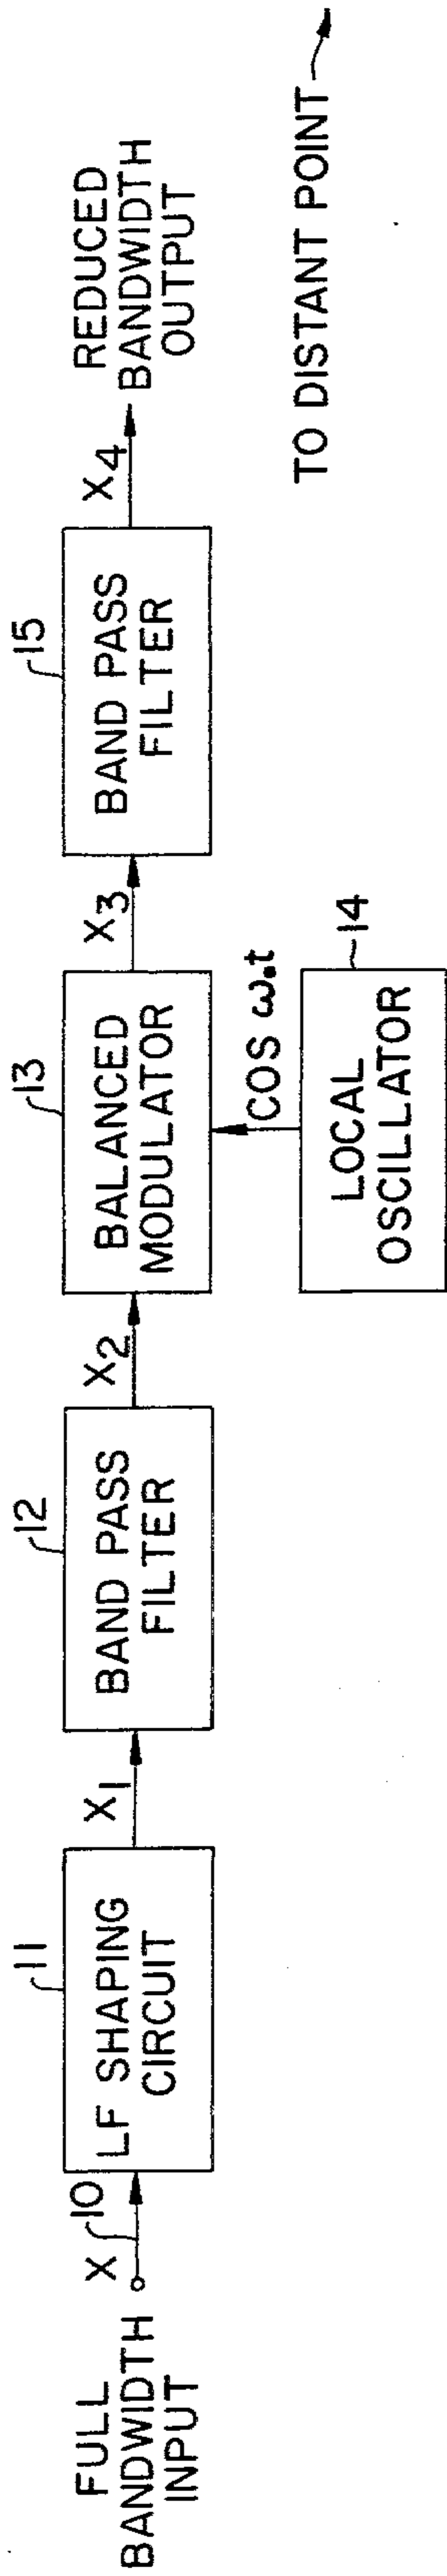 FULL
BANDWIDTH
INPUT
X
10
11
LF SHAPING
CIRCUIT
X1
12
BAND PASS
FILTER
X2
13
BALANCED
MODULATOR
COS ω•t
14
LOCAL
OSCILLATOR
X3
15
BAND PASS
FILTER
X4
REDUCED
BANDWIDTH
OUTPUT
TO DISTANT POINT